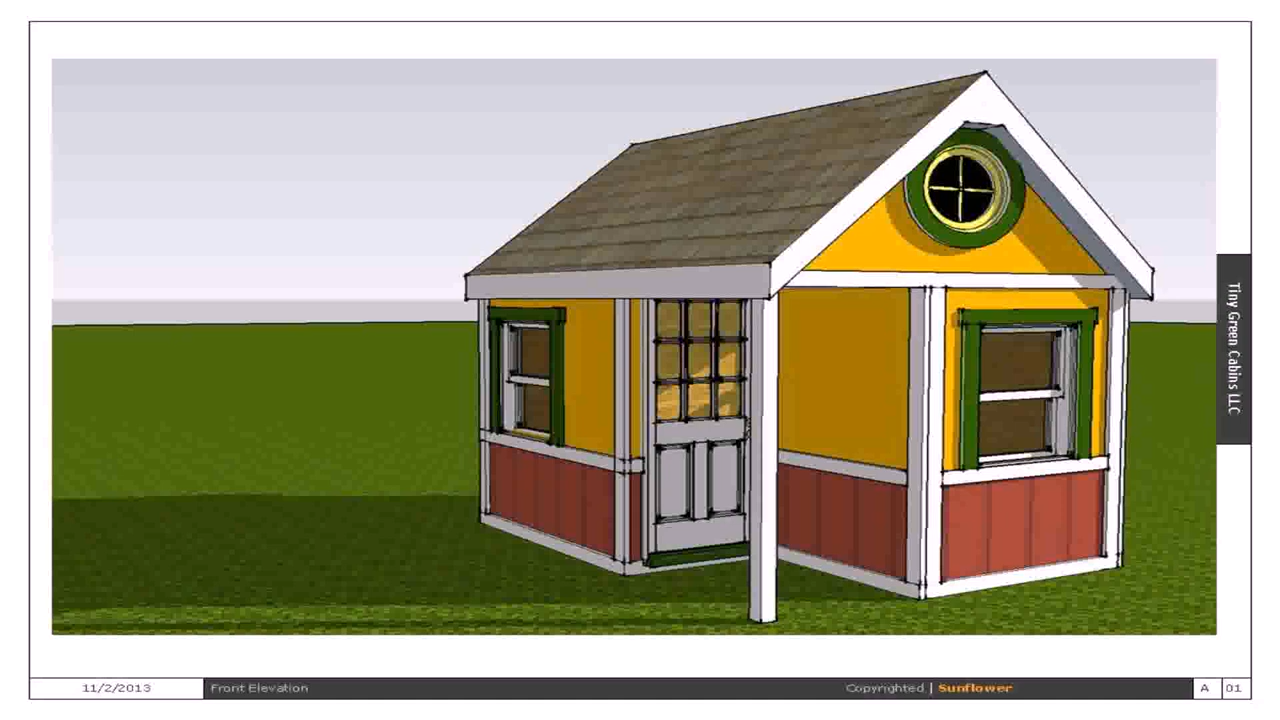 Tiny Green Cabins LLC
11/2/2013
Front Elevation
Copyrighted | Sunflower
A
01